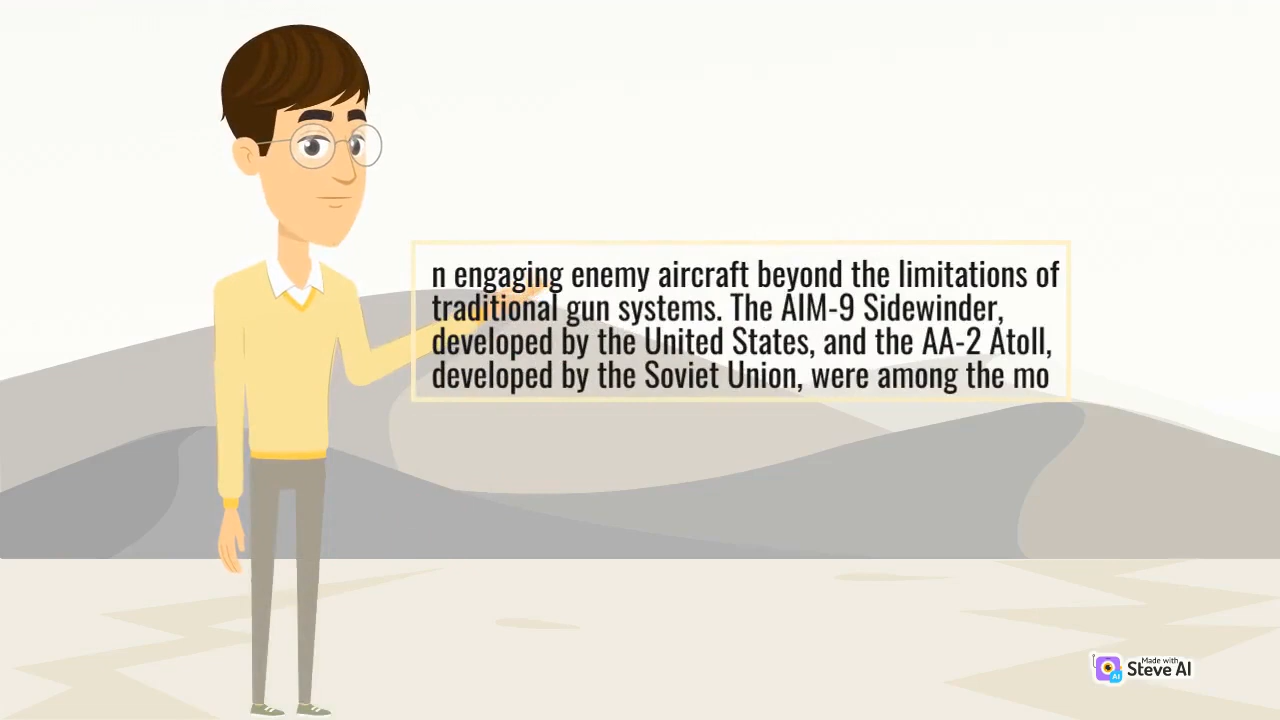 n engaging enemy aircraft beyond the limitations of
traditional gun systems. The AIM-9 Sidewinder,
developed by the United States, and the AA-2 Atoll,
developed by the Soviet Union, were among the mo
Made with
Steve AI
AI